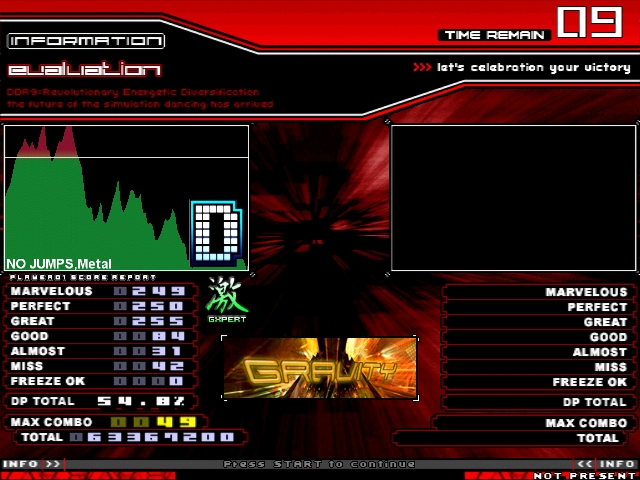 INFORMATION
TIME REMAIN 09
evaluation
>>> let's celebration your victory
DDR9:Revolutionary Energetic Diversification
the future of the simulation dancing has arrived
D
NO JUMPS,Metal
PLAYER01 SCORE REPORT
MARVELOUS 0249
PERFECT 0250
GREAT 0255
GOOD 0084
ALMOST 0031
MISS 0042
FREEZE OK 0000
DP TOTAL 54.8%
MAX COMBO 0049
TOTAL 063367200
激
EXPERT
GRAVITY
MARVELOUS
PERFECT
GREAT
GOOD
ALMOST
MISS
FREEZE OK
DP TOTAL
MAX COMBO
TOTAL
INFO >>
Press START to continue
<< INFO
NOT PRESENT